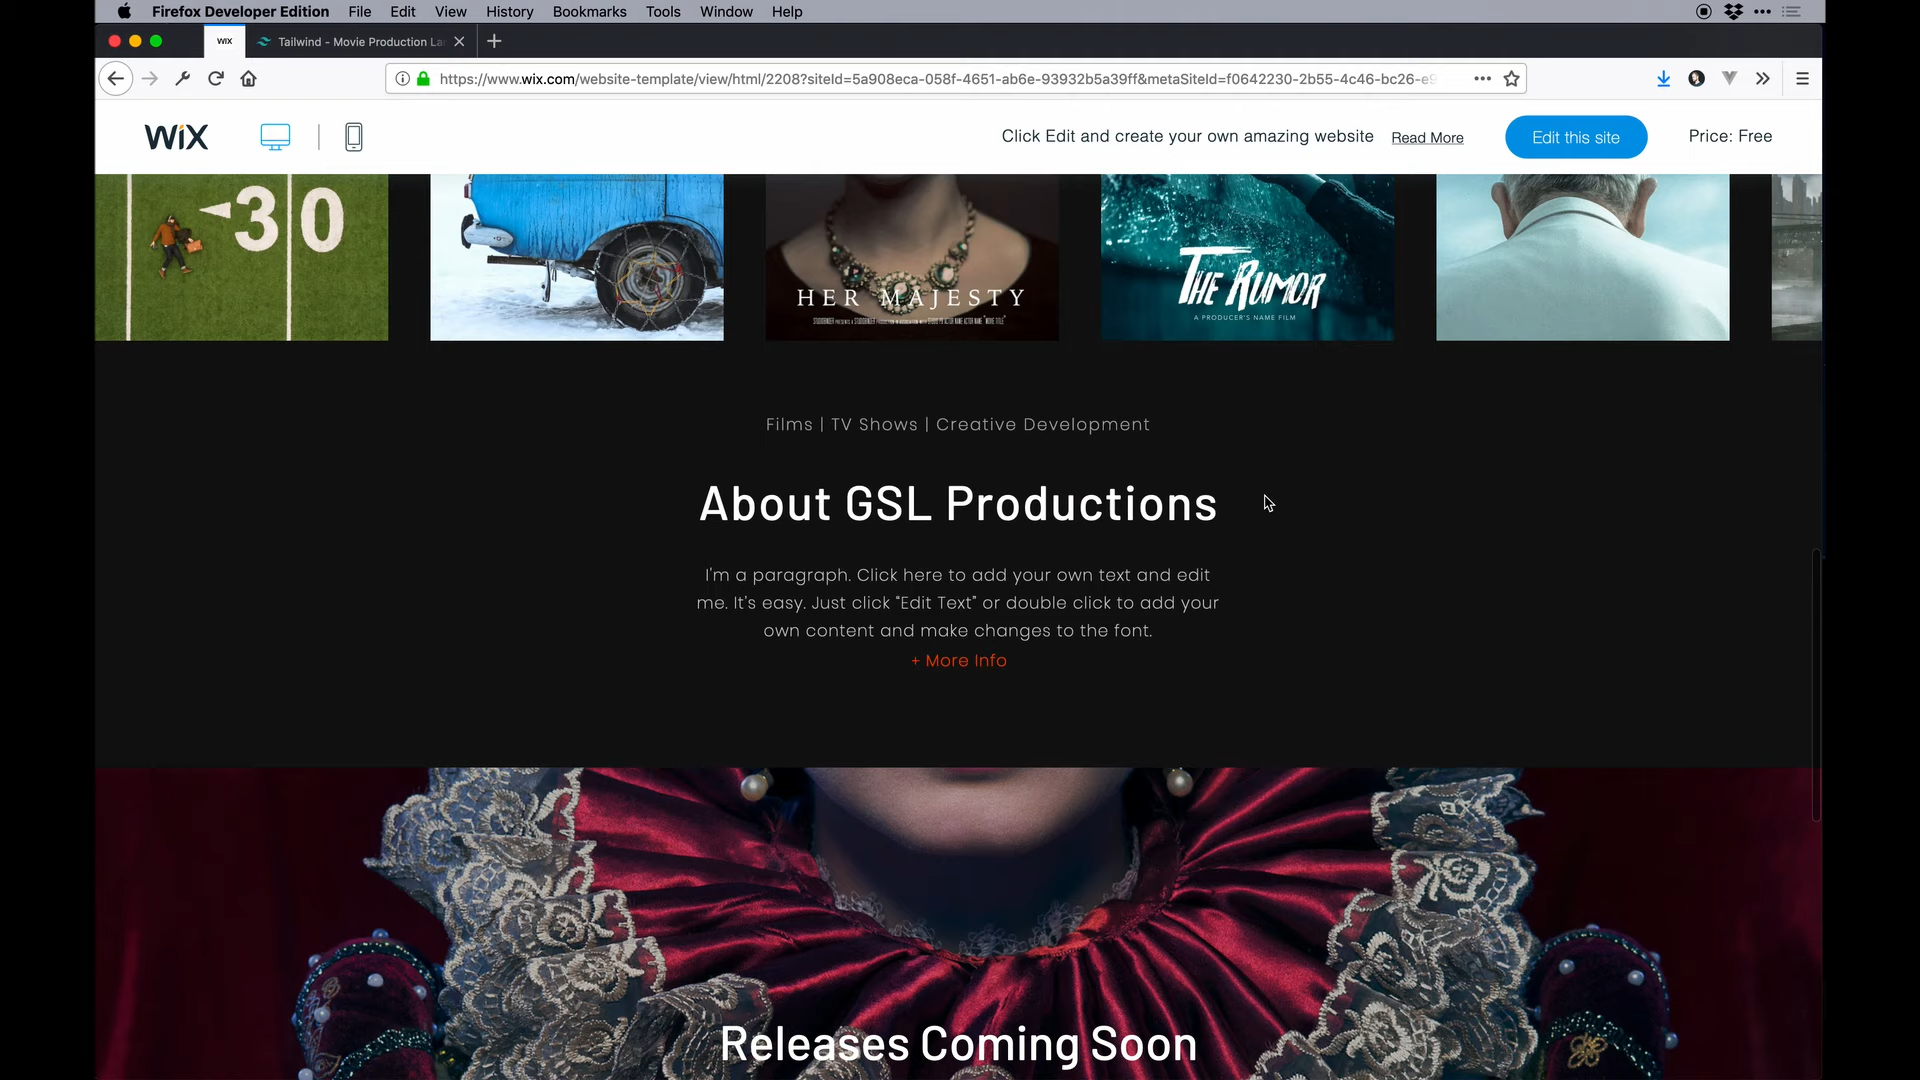 Firefox Developer Edition File Edit View History Bookmarks Tools Window Help
WIX Tailwind - Movie Production La
https://www.wix.com/website-template/view/html/2208?siteId=5a908eca-058f-4651-ab6e-93932b5a39ff&metaSiteId=f0642230-2b55-4c46-bc26-e9
WiX Click Edit and create your own amazing website Read More Edit this site Price: Free
30
HER MAJESTY
THE RUMOR
A PRODUCER'S NAME FILM
Films | TV Shows | Creative Development
About GSL Productions
I'm a paragraph. Click here to add your own text and edit
me. It's easy. Just click “Edit Text” or double click to add your
own content and make changes to the font.
+ More Info
Releases Coming Soon